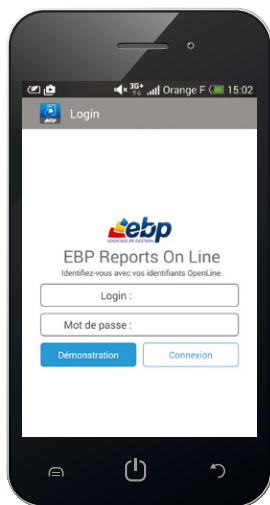 3G+ Orange F 15:02
Login
ebp
LOGICIELS DE GESTION
EBP Reports On Line
Identifiez-vous avec vos identifiants OpenLine.
Login :
Mot de passe :
Démonstration Connexion